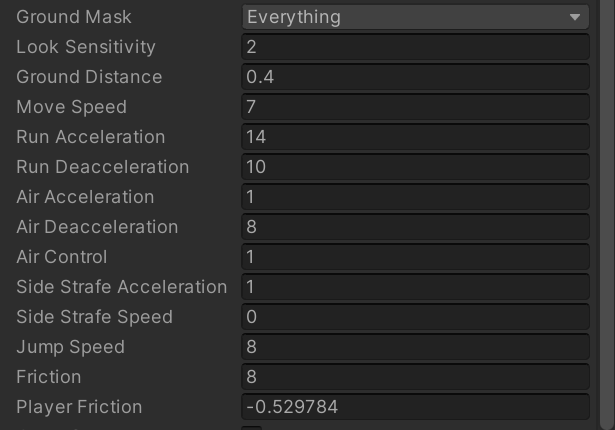 Ground Mask Everything
Look Sensitivity 2
Ground Distance 0.4
Move Speed 7
Run Acceleration 14
Run Deacceleration 10
Air Acceleration 1
Air Deacceleration 8
Air Control 1
Side Strafe Acceleration 1
Side Strafe Speed 0
Jump Speed 8
Friction 8
Player Friction -0.529784